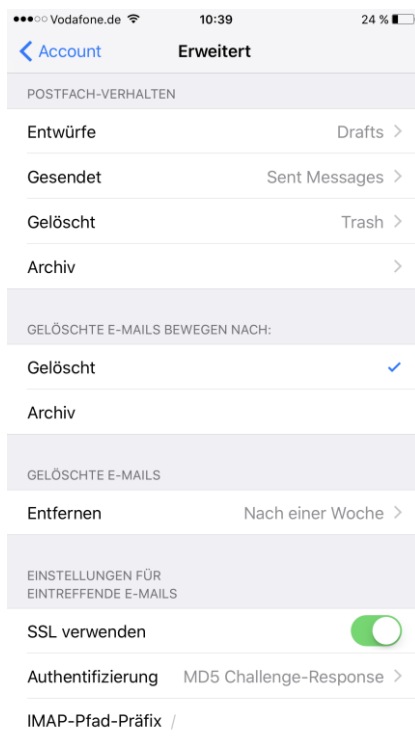 Vodafone.de 10:39 24 %
Account Erweitert
POSTFACH-VERHALTEN
Entwürfe Drafts
Gesendet Sent Messages
Gelöscht Trash
Archiv
GELÖSCHTE E-MAILS BEWEGEN NACH:
Gelöscht
Archiv
GELÖSCHTE E-MAILS
Entfernen Nach einer Woche
EINSTELLUNGEN FÜR
EINTREFFENDE E-MAILS
SSL verwenden
Authentifizierung MD5 Challenge-Response
IMAP-Pfad-Präfix /